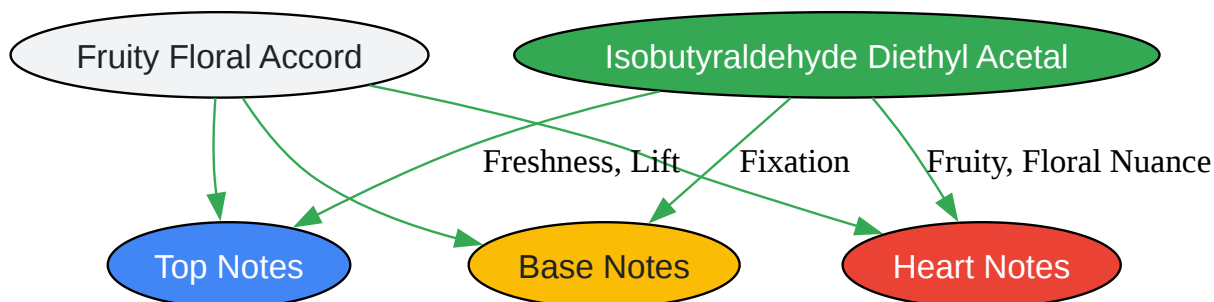 Fruity Floral Accord
Isobutyraldehyde Diethyl Acetal
Freshness, Lift
Fixation
Fruity, Floral Nuance
Top Notes
Base Notes
Heart Notes